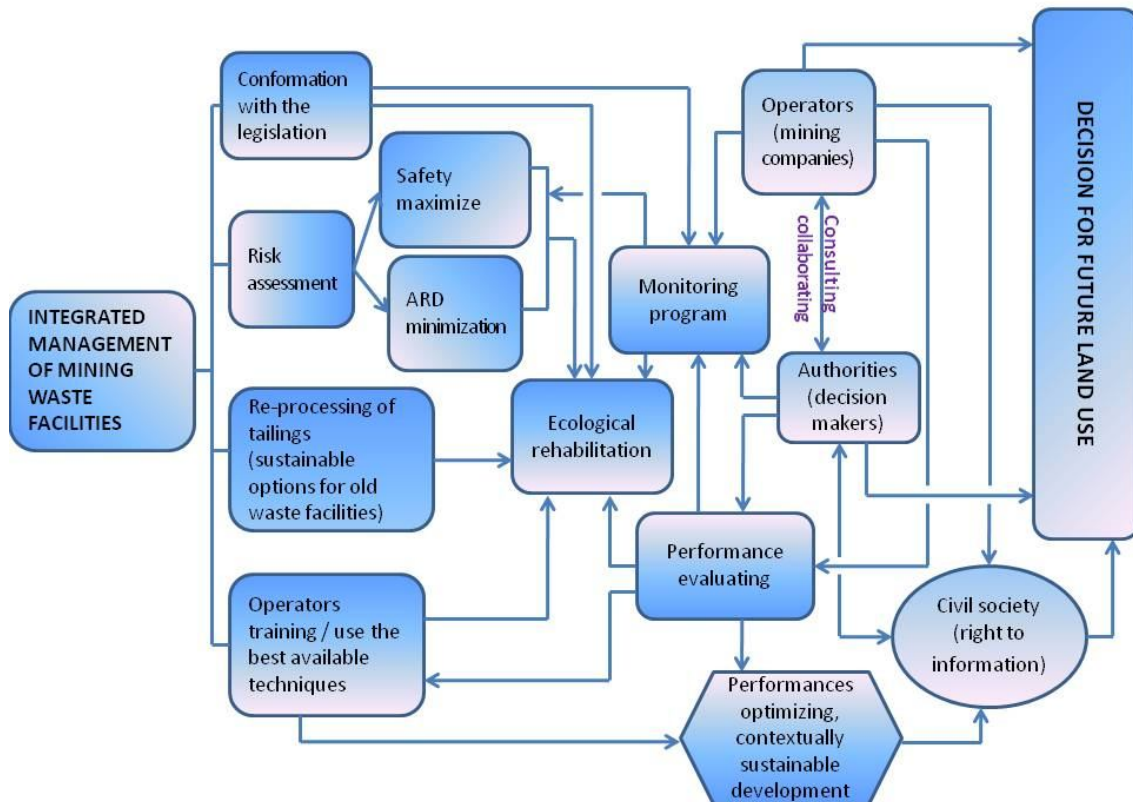 INTEGRATED
MANAGEMENT
OF MINING
WASTE
FACILITIES
Conformation
with the
legislation
Risk
assessment
Safety
maximize
ARD
minimization
Re-processing of
tailings
(sustainable
options for old
waste facilities)
Operators
training / use the
best available
techniques
Ecological
rehabilitation
Monitoring
program
Performance
evaluating
Performances
optimizing,
contextually
sustainable
development
Operators
(mining
companies)
Consulting
collaborating
Authorities
(decision
makers)
Civil society
(right to
information)
DECISION FOR FUTURE LAND USE